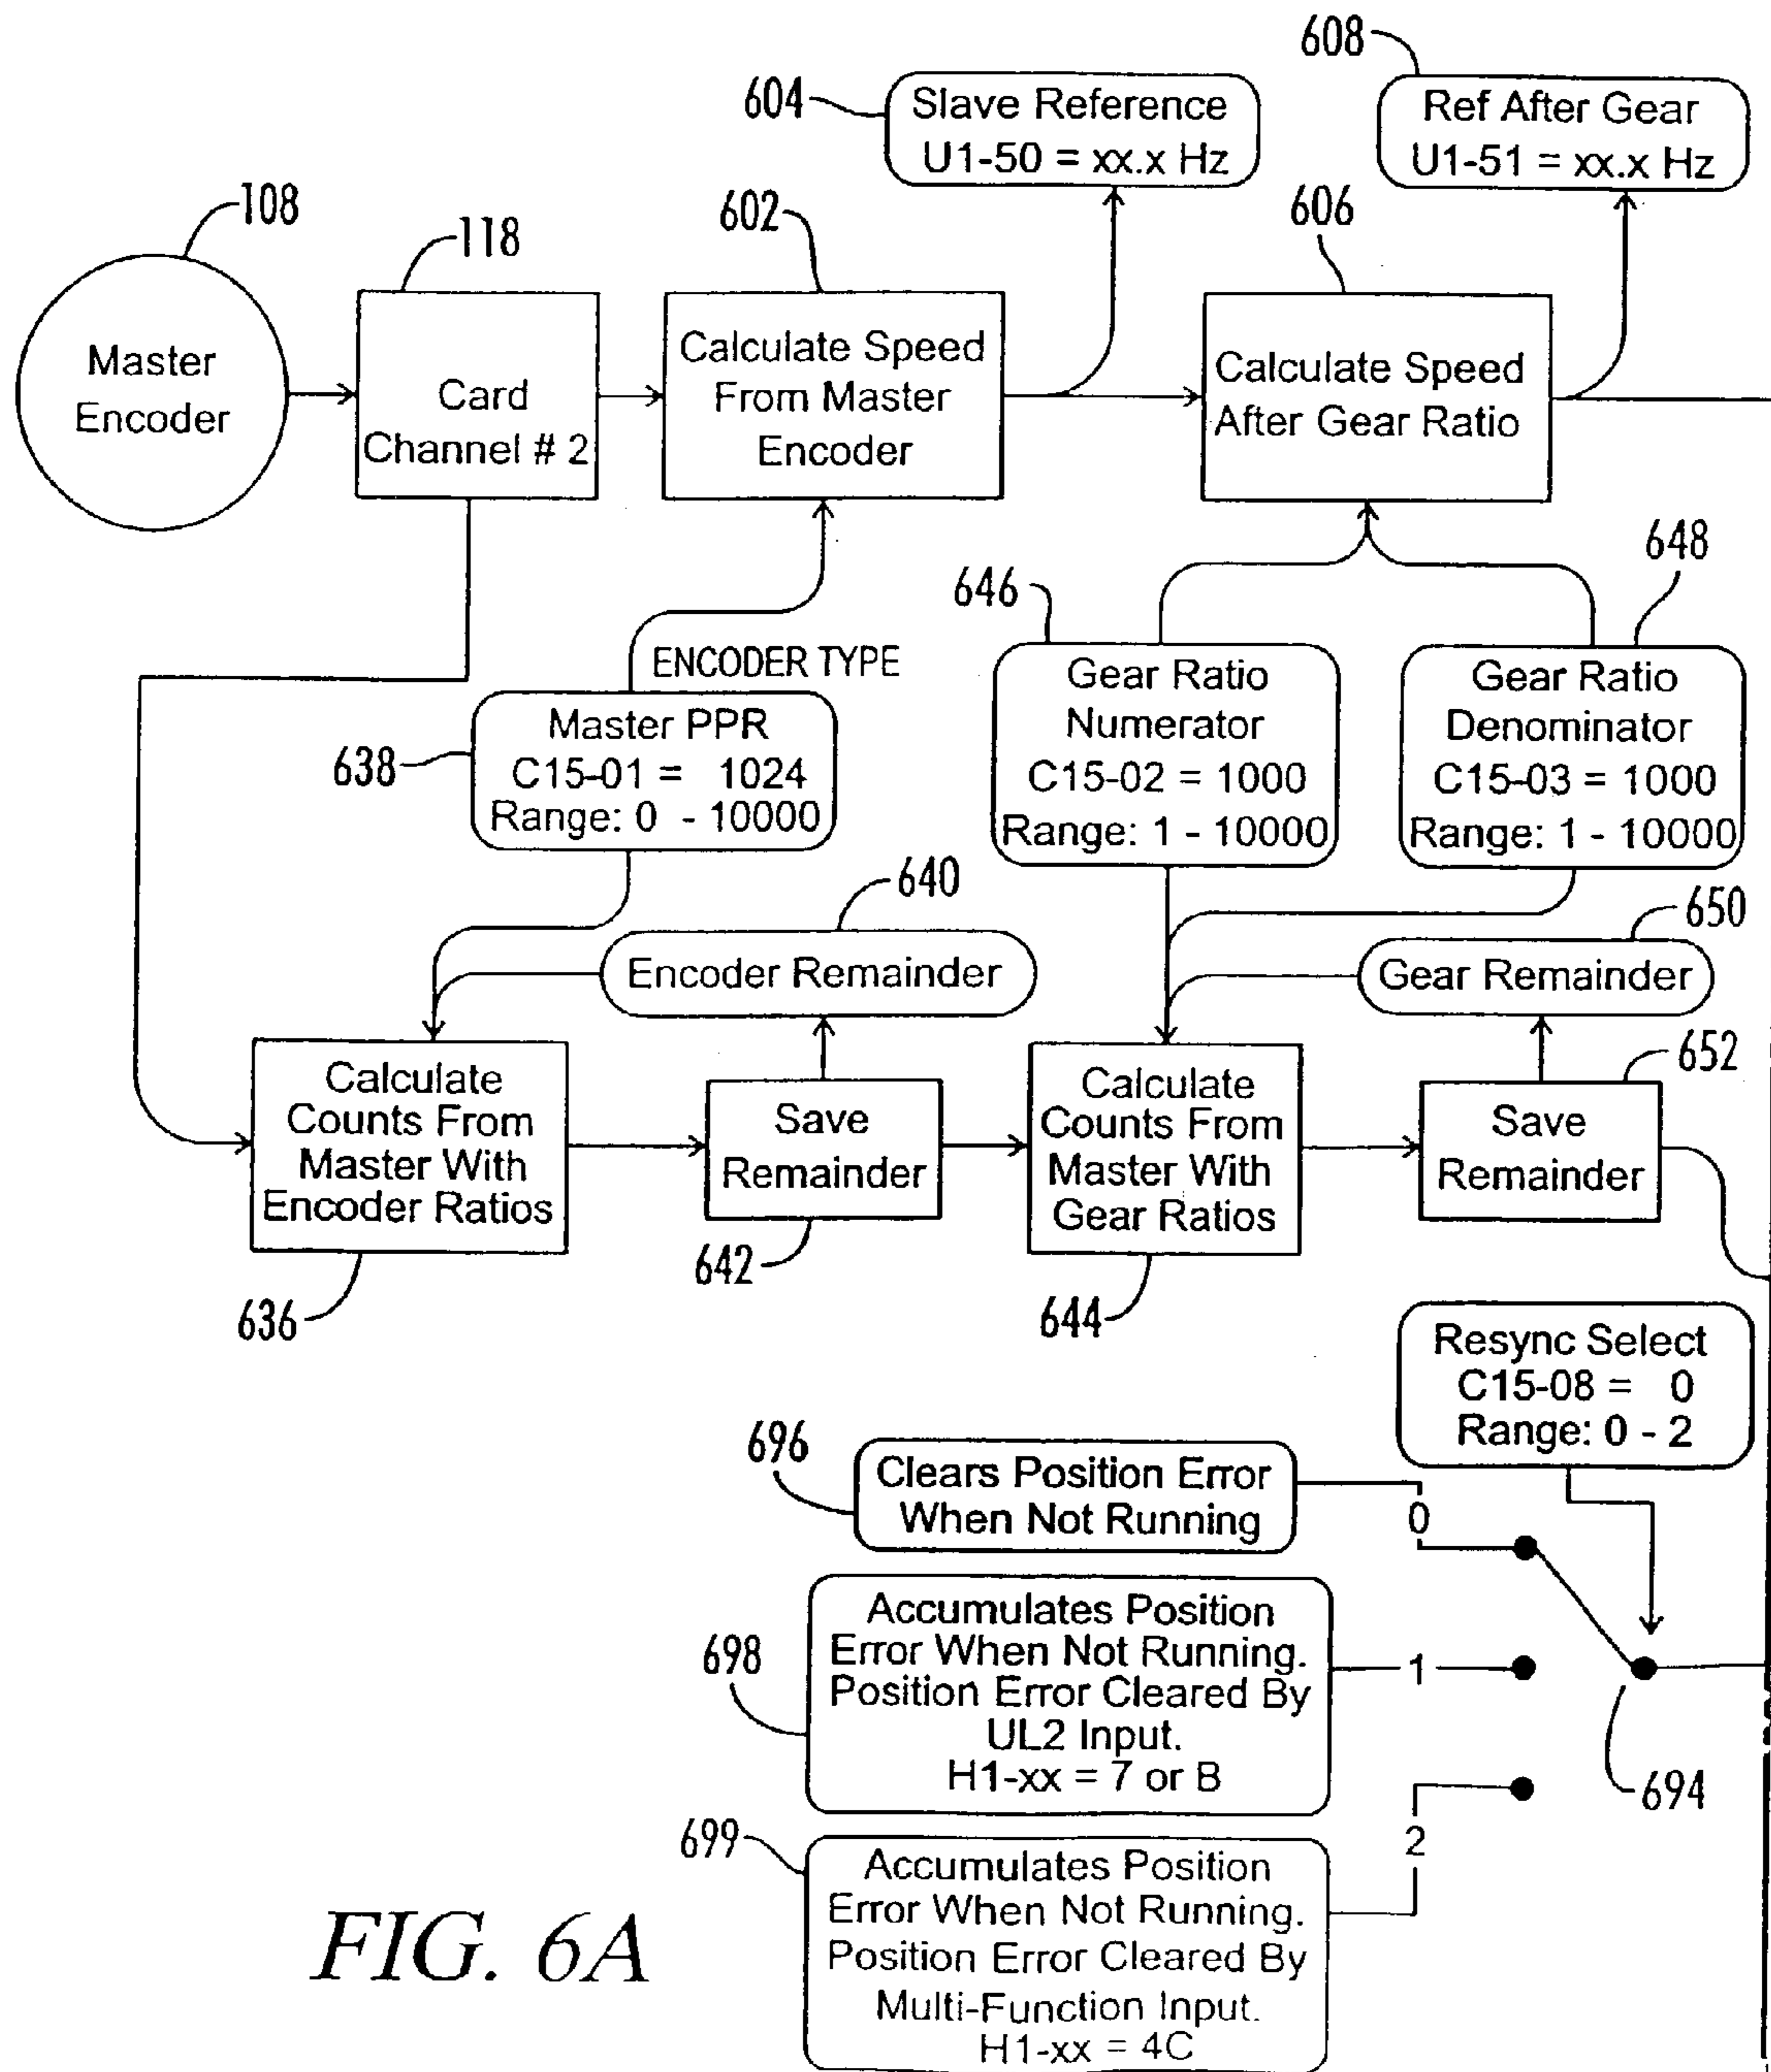 608
604
Slave Reference
U1-50 = xx.x Hz
Ref After Gear
U1-51 = xx.x Hz
108
118
602
606
Master
Encoder
Card
Channel # 2
Calculate Speed
From Master
Encoder
Calculate Speed
After Gear Ratio
648
646
ENCODER TYPE
638
Master PPR
C15-01 = 1024
Range: 0 - 10000
Gear Ratio
Numerator
C15-02 = 1000
Range: 1 - 10000
Gear Ratio
Denominator
C15-03 = 1000
Range: 1 - 10000
640
650
Encoder Remainder
Gear Remainder
652
Calculate
Counts From
Master With
Encoder Ratios
Save
Remainder
Calculate
Counts From
Master With
Gear Ratios
Save
Remainder
642
636
644
Resync Select
C15-08 = 0
Range: 0 - 2
696
Clears Position Error
When Not Running
0
698
Accumulates Position
Error When Not Running.
Position Error Cleared By
UL2 Input.
H1-xx = 7 or B
1
694
699
2
Accumulates Position
Error When Not Running.
Position Error Cleared By
Multi-Function Input.
H1-xx = 4C
FIG. 6A